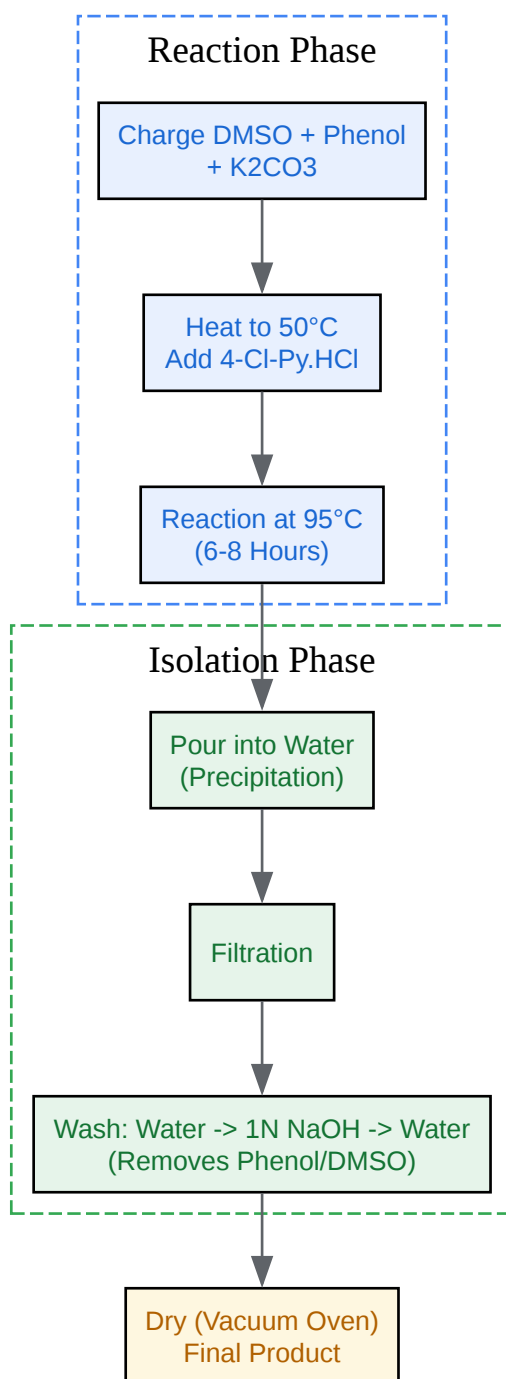 Reaction Phase
Charge DMSO + Phenol
+ K2CO3
Heat to 50°C
Add 4-Cl-Py.HCl
Reaction at 95°C
(6-8 Hours)
Isolation Phase
Pour into Water
(Precipitation)
Filtration
Wash: Water -> 1N NaOH -> Water
(Removes Phenol/DMSO)
Dry (Vacuum Oven)
Final Product